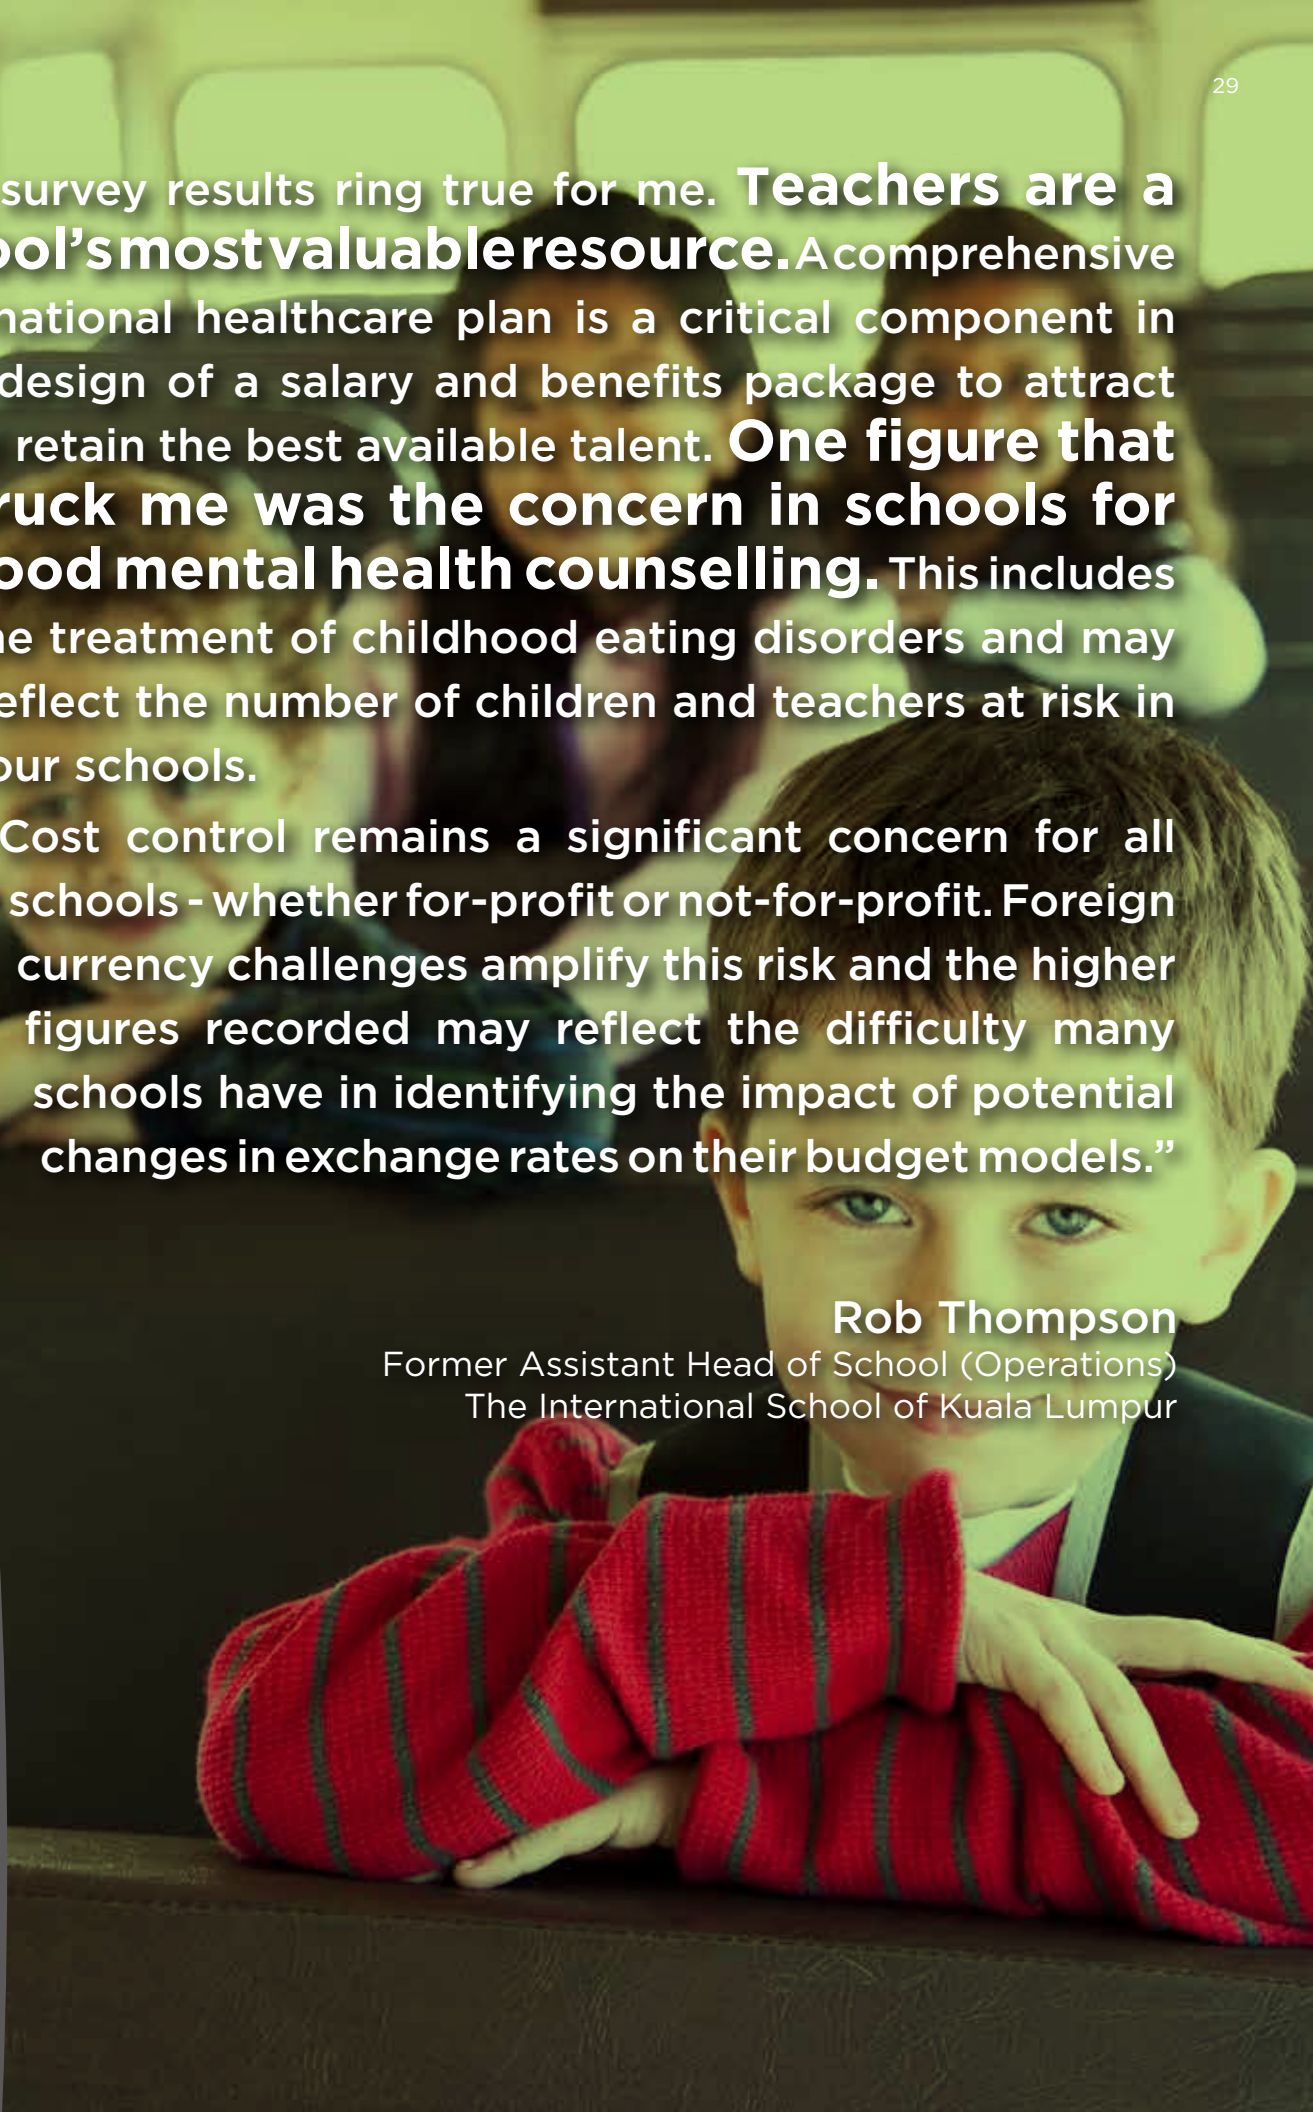 29
survey results ring true for me. Teachers are a
ool's most valuable resource. A comprehensive
national healthcare plan is a critical component in
design of a salary and benefits package to attract
retain the best available talent. One figure that
ruck me was the concern in schools for
ood mental health counselling. This includes
he treatment of childhood eating disorders and may
eflect the number of children and teachers at risk in
our schools.
Cost control remains a significant concern for all
schools - whether for-profit or not-for-profit. Foreign
currency challenges amplify this risk and the higher
figures recorded may reflect the difficulty many
schools have in identifying the impact of potential
changes in exchange rates on their budget models.”
Rob Thompson
Former Assistant Head of School (Operations)
The International School of Kuala Lumpur